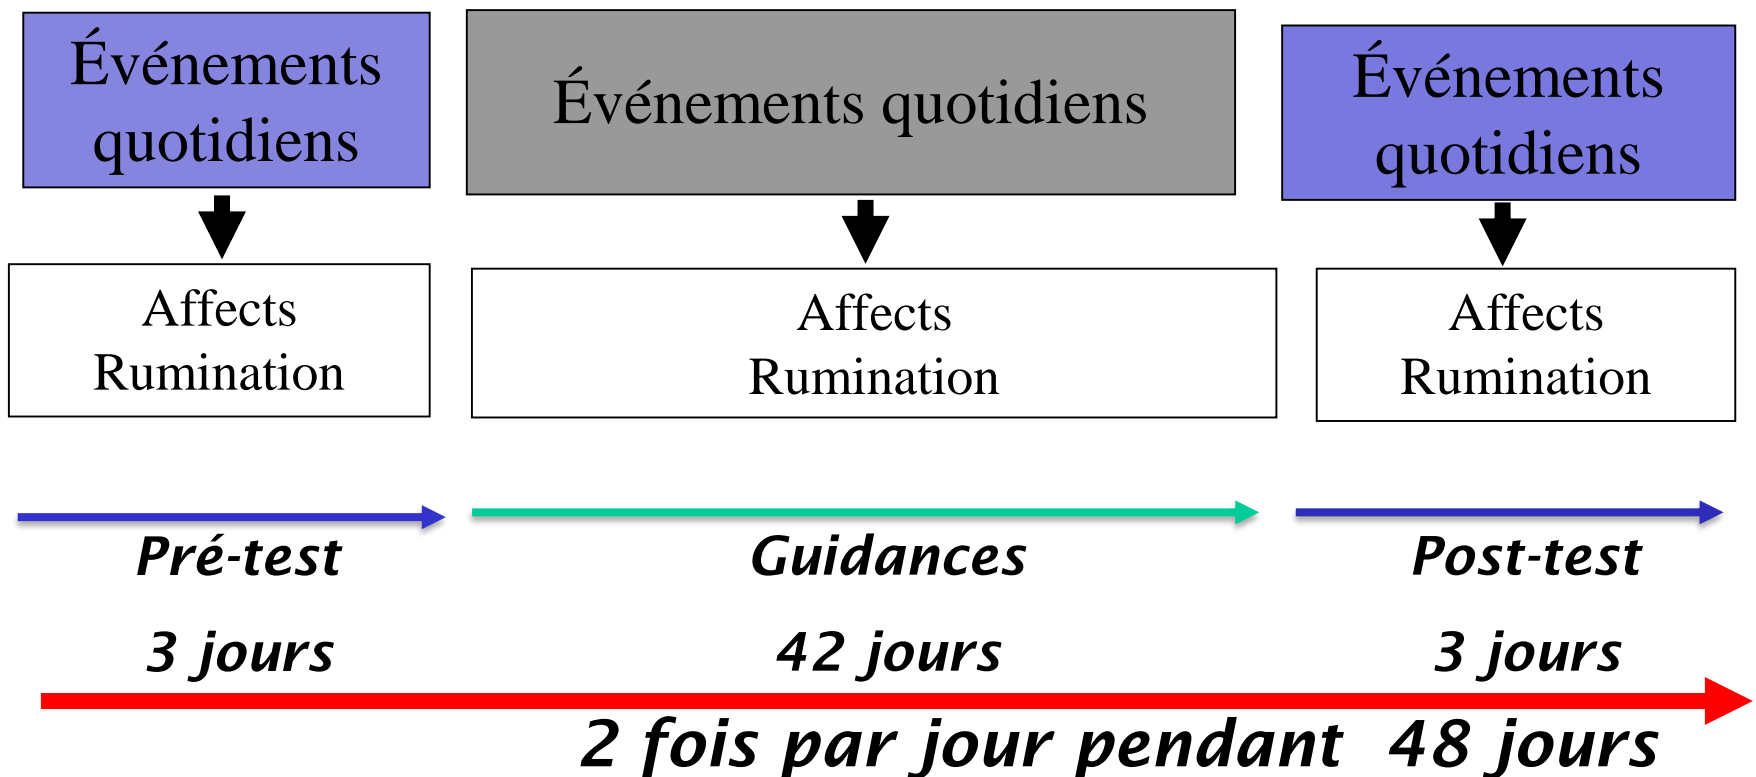 Événements
quotidiens
Événements quotidiens
Événements
quotidiens
Affects
Rumination
Affects
Rumination
Affects
Rumination
Pré-test
Guidances
Post-test
3 jours
42 jours
3 jours
2 fois par jour pendant 48 jours